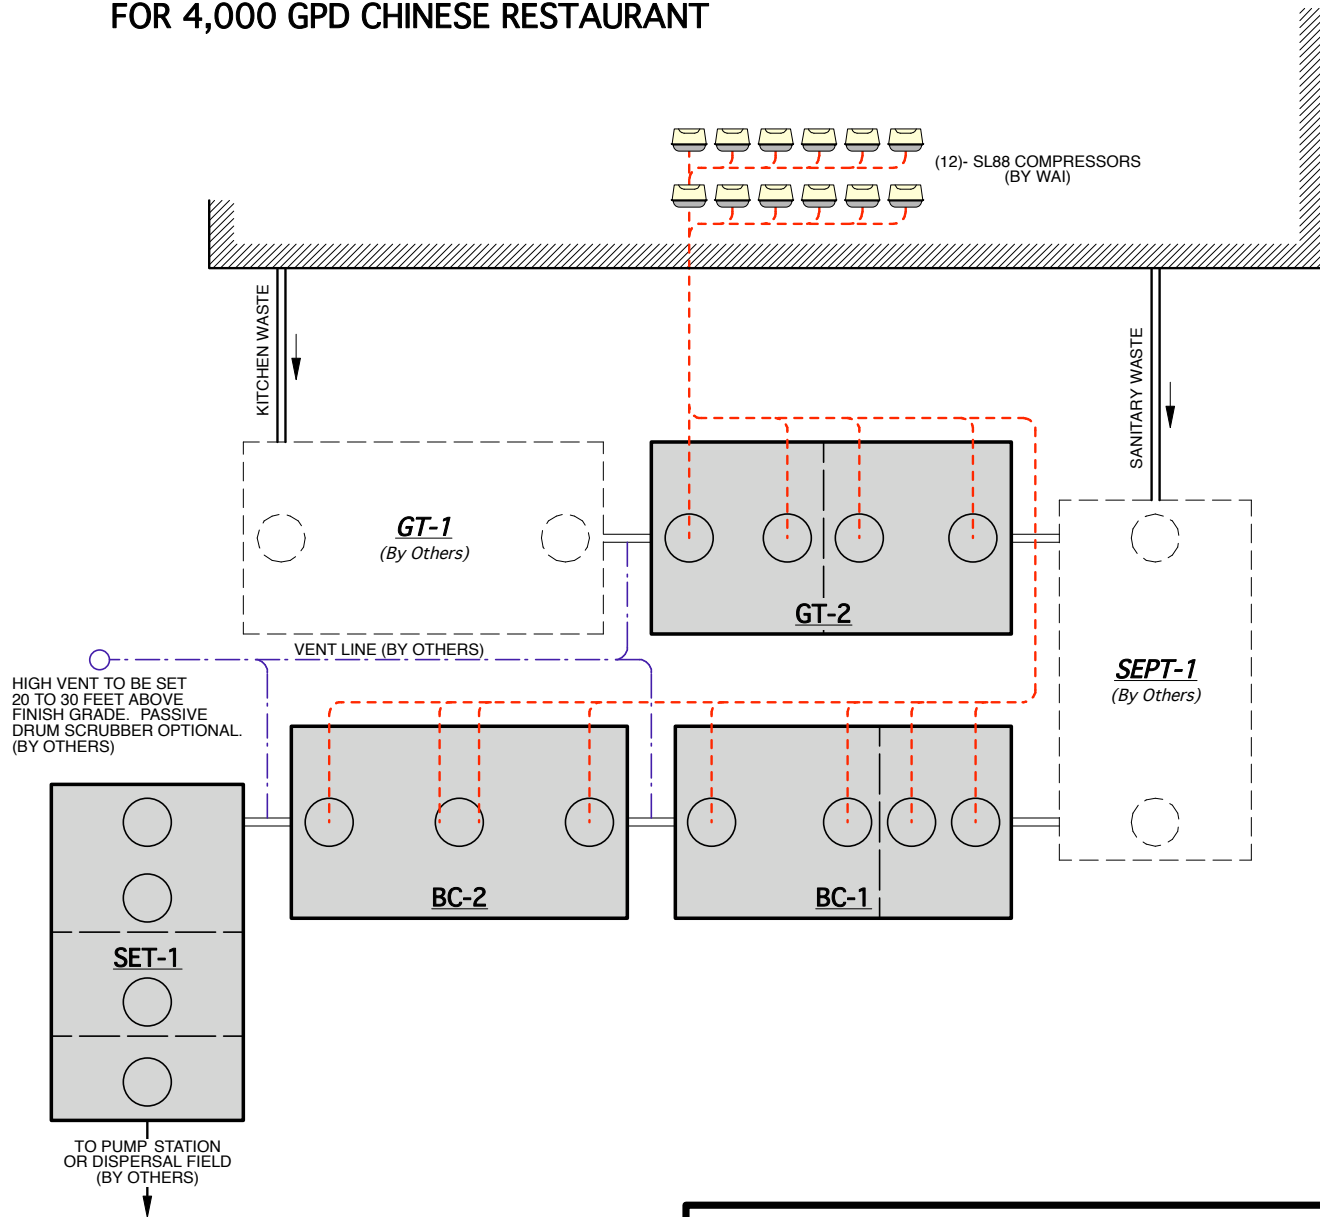 FOR 4,000 GPD CHINESE RESTAURANT
(12)- SL88 COMPRESSORS
(BY WAI)
KITCHEN WASTE
SANITARY WASTE
GT-1
(By Others)
GT-2
VENT LINE (BY OTHERS)
HIGH VENT TO BE SET
20 TO 30 FEET ABOVE
FINISH GRADE. PASSIVE
DRUM SCRUBBER OPTIONAL.
(BY OTHERS)
SEPT-1
(By Others)
BC-2
BC-1
SET-1
TO PUMP STATION
OR DISPERSAL FIELD
(BY OTHERS)